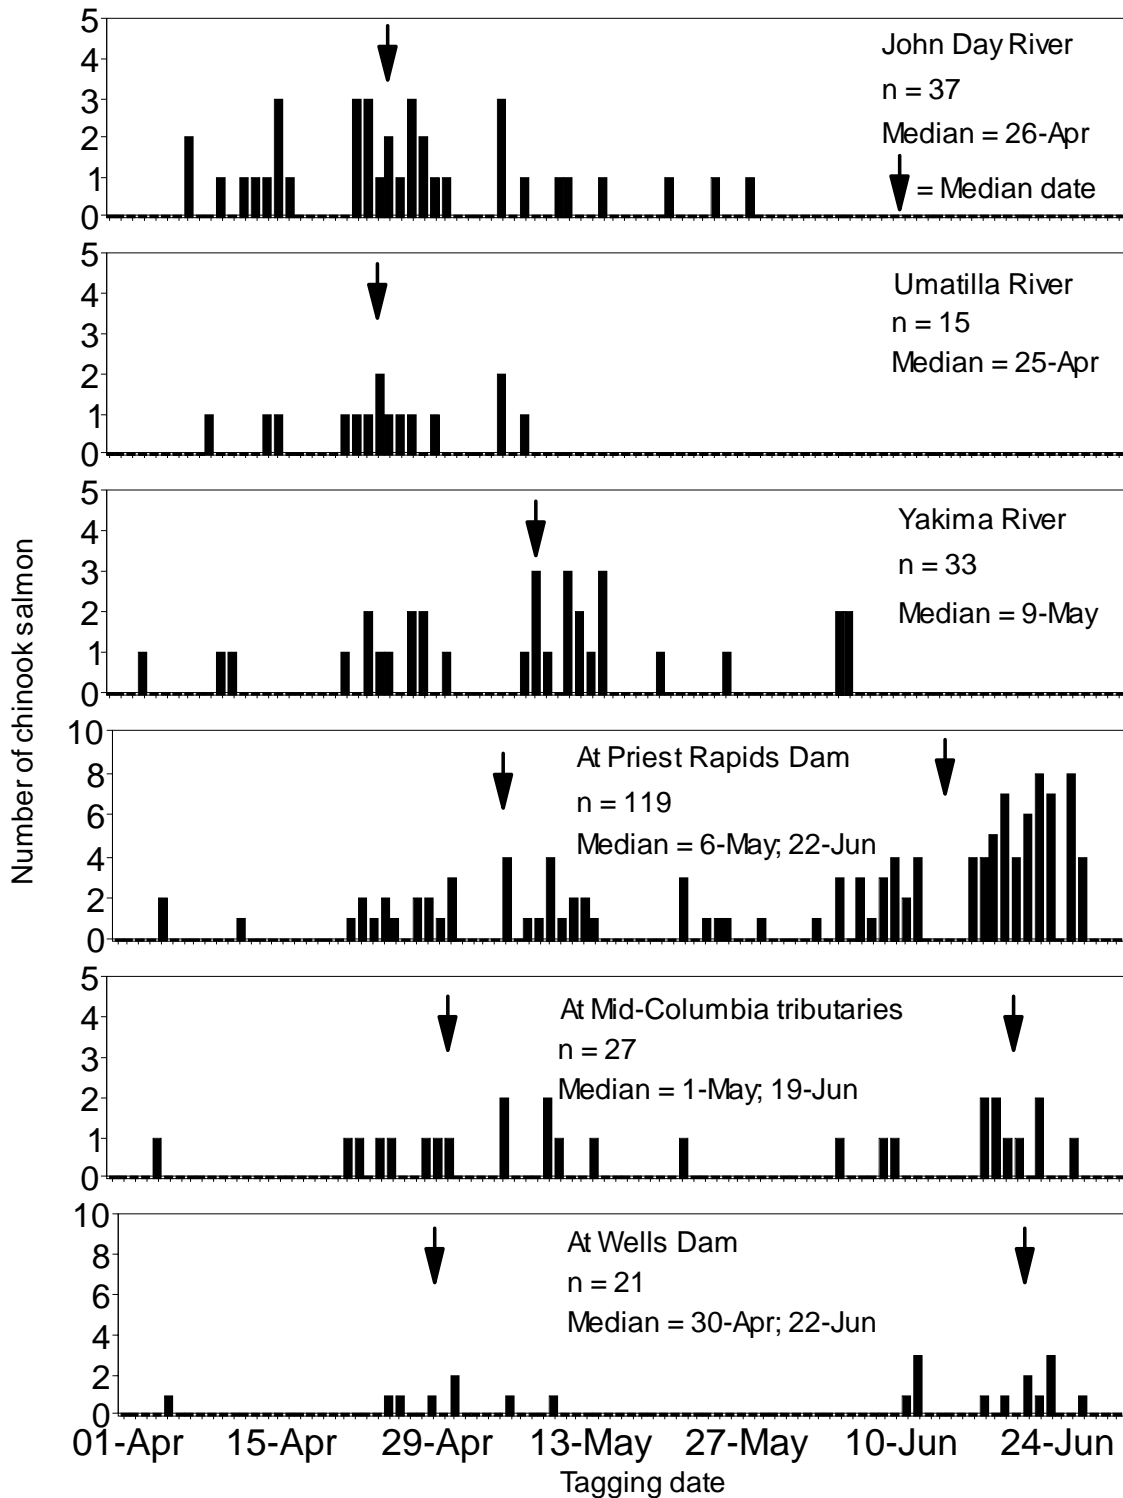 Number of chinook salmon
5
4
3
2
1
0
John Day River
n = 37
Median = 26-Apr
= Median date
5
4
3
2
1
0
Umatilla River
n = 15
Median = 25-Apr
5
4
3
2
1
0
Yakima River
n = 33
Median = 9-May
10
8
6
4
2
0
At Priest Rapids Dam
n = 119
Median = 6-May; 22-Jun
5
4
3
2
1
0
At Mid-Columbia tributaries
n = 27
Median = 1-May; 19-Jun
10
8
6
4
2
0
At Wells Dam
n = 21
Median = 30-Apr; 22-Jun
01-Apr 15-Apr 29-Apr 13-May 27-May 10-Jun 24-Jun
Tagging date